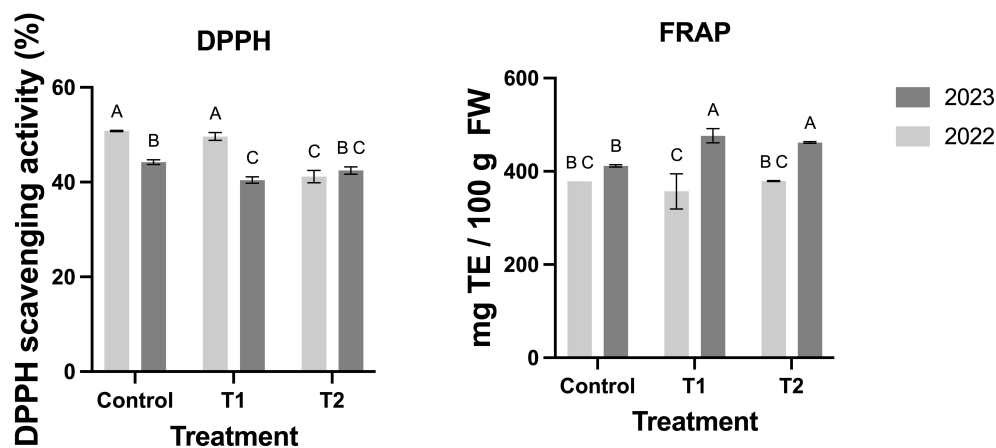 DPPH
DPPH scavenging activity (%)
60
40
20
0
A
B
A
C
C
B C
Control
T1
T2
Treatment
FRAP
mg TE / 100 g FW
600
400
200
0
B C
B
C
A
B C
A
Control
T1
T2
Treatment
2023
2022